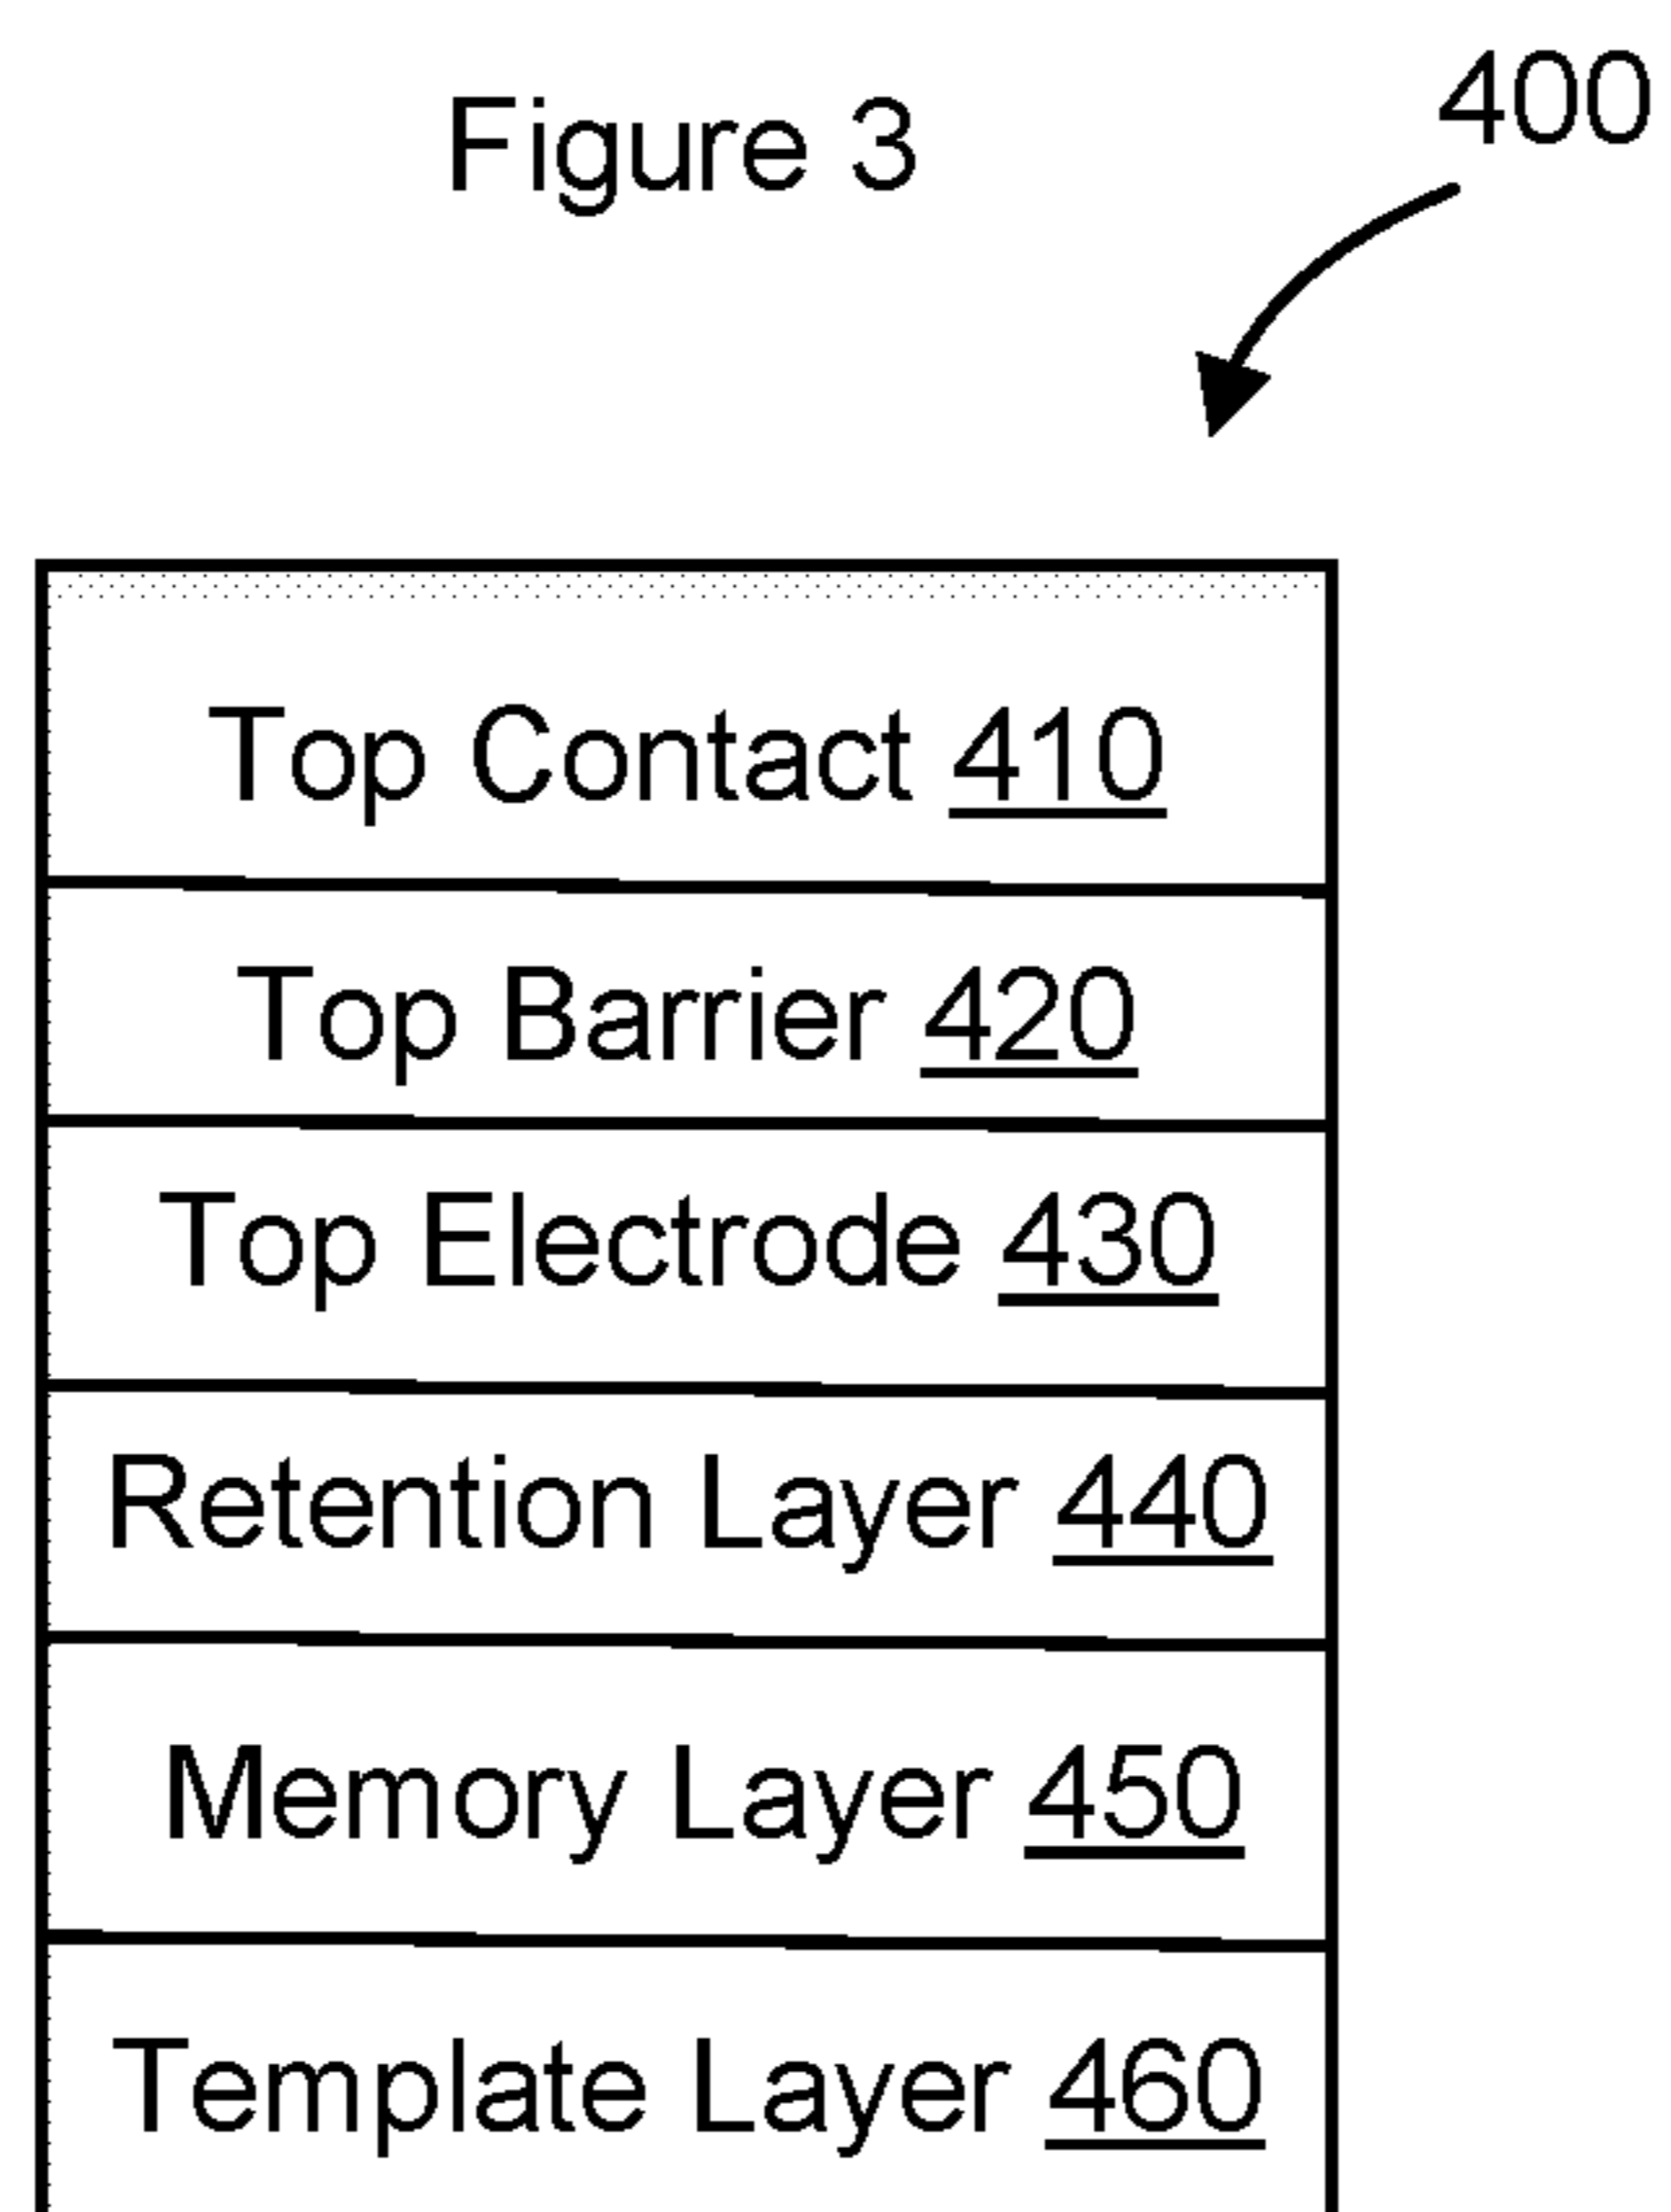 Figure 3
400
Top Contact 410
Top Barrier 420
Top Electrode 430
Retention Layer 440
Memory Layer 450
Template Layer 460